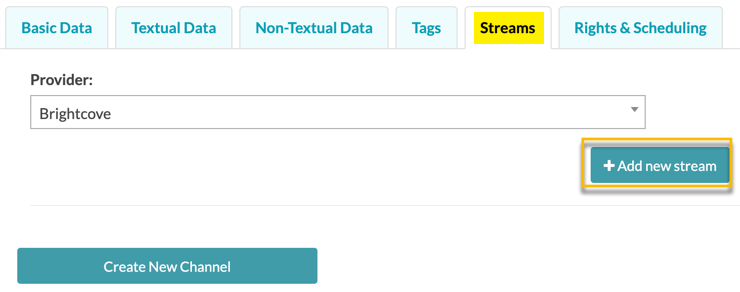 Basic Data Textual Data Non-Textual Data Tags Streams Rights & Scheduling
Provider:
Brightcove
+ Add new stream
Create New Channel